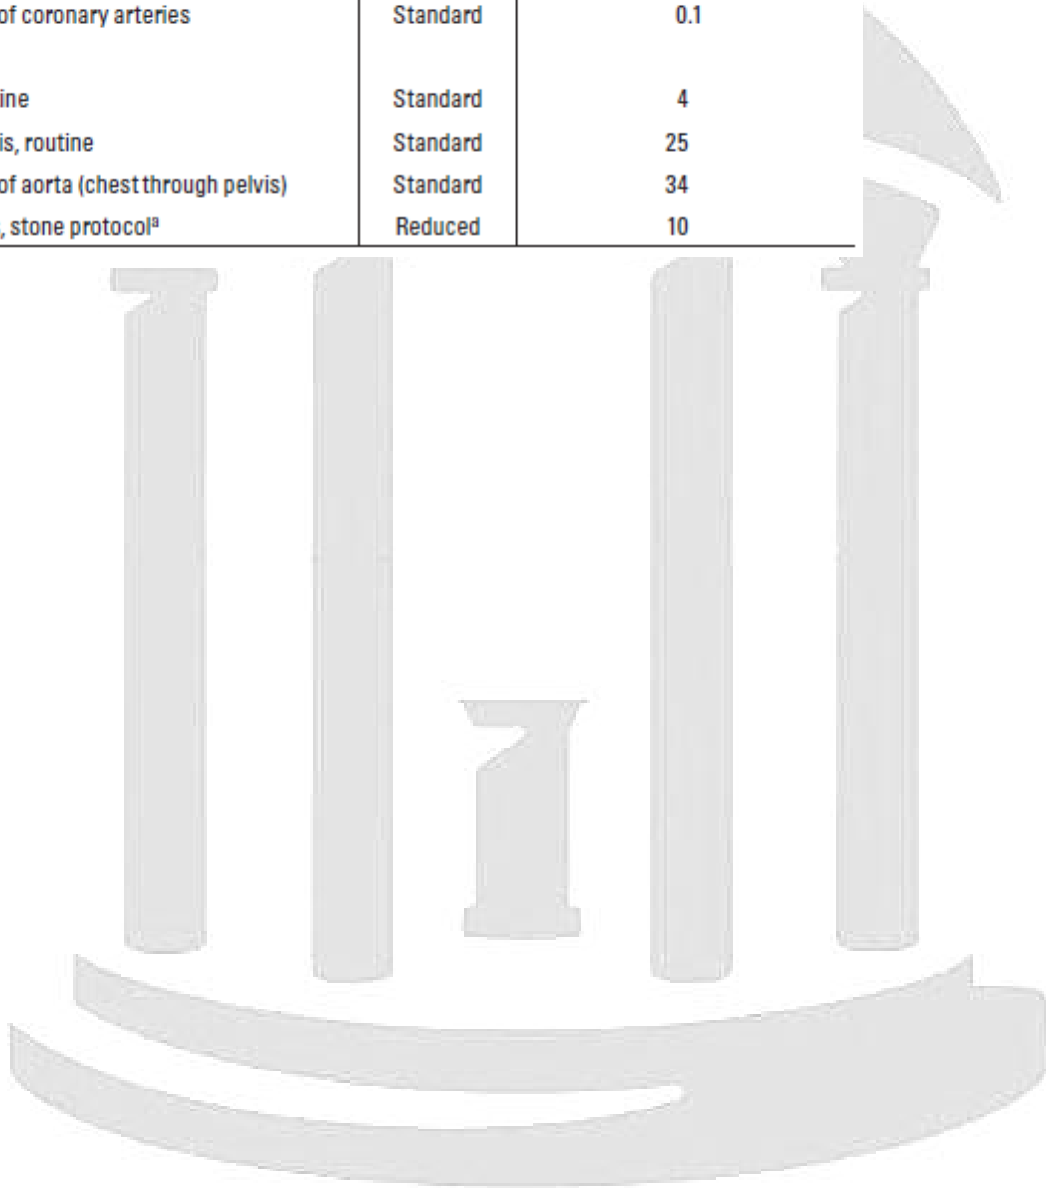 of coronary arteries Standard 0.1
ine Standard 4
is, routine Standard 25
of aorta (chest through pelvis) Standard 34
, stone protocolª Reduced 10